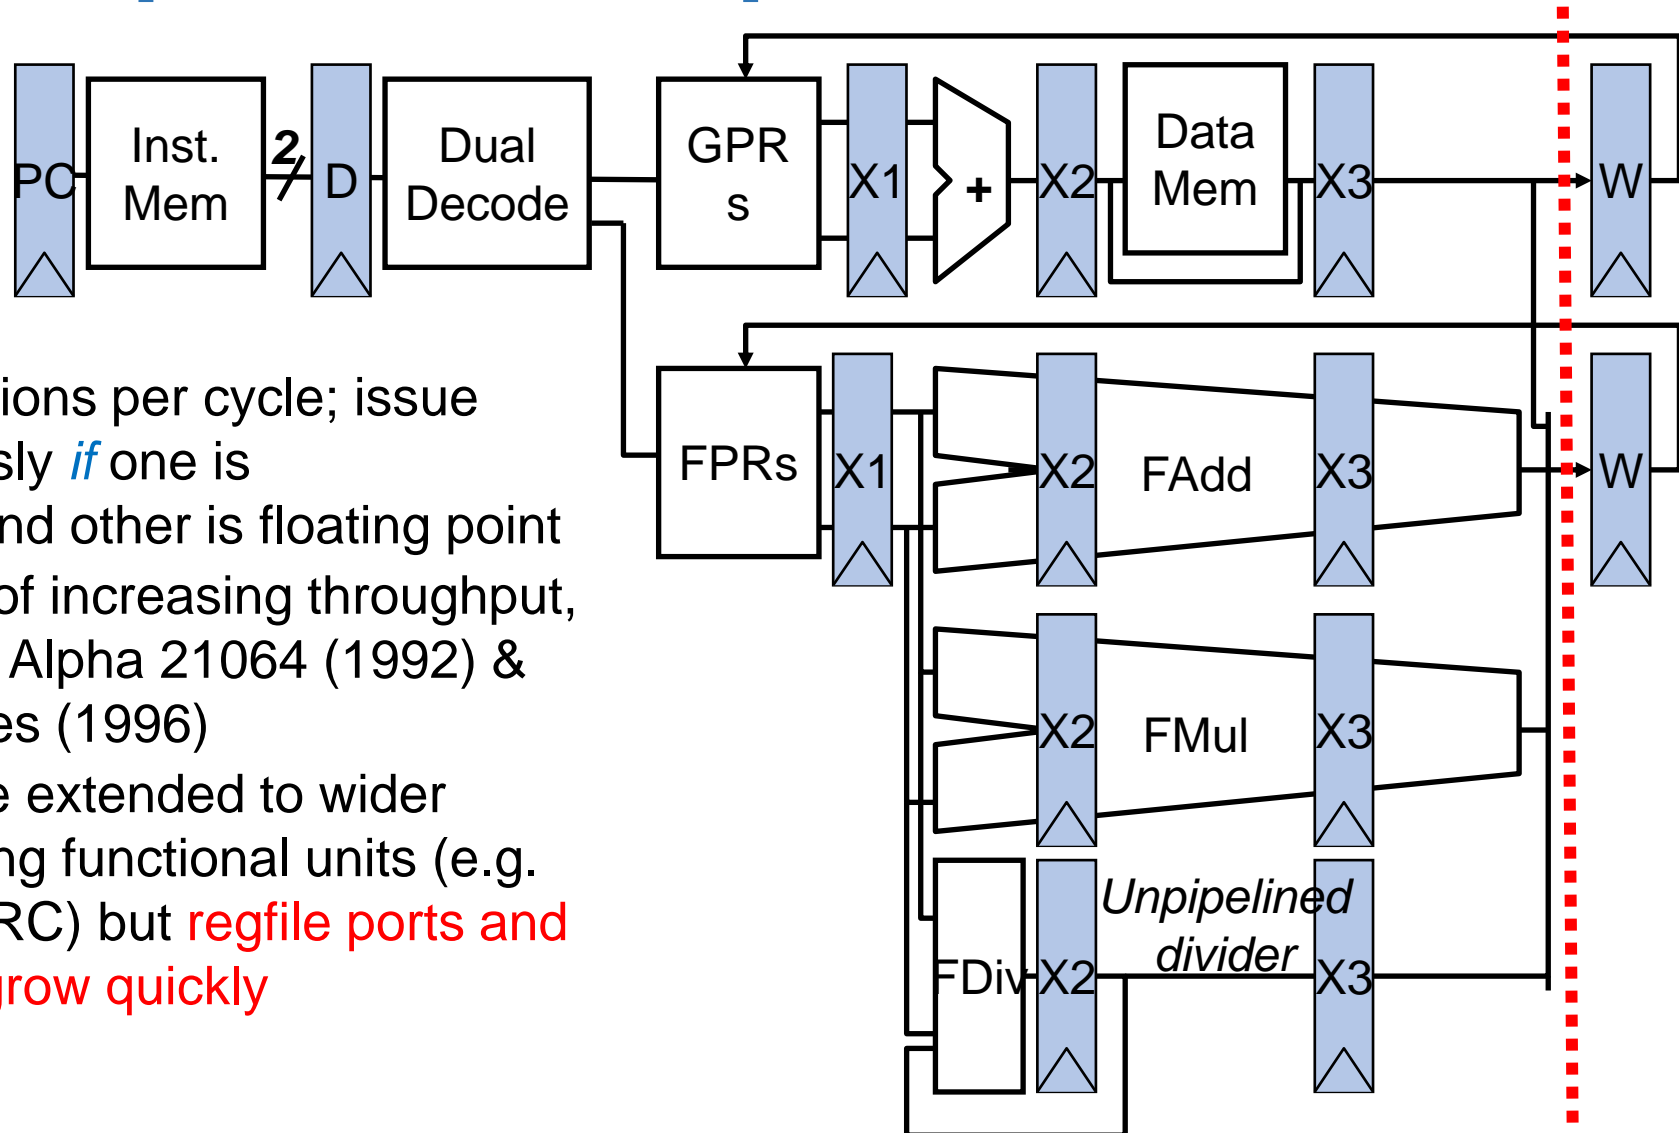 PC
Inst.
Mem
2
D
Dual
Decode
GPR
s
X1
+
X2
Data
Mem
X3
W
FPRs
X1
X2
FAdd
X3
W
X2
FMul
X3
FDiv
X2
Unpipelined
divider
X3
tions per cycle; issue
sly if one is
nd other is floating point
of increasing throughput,
Alpha 21064 (1992) &
es (1996)
e extended to wider
ng functional units (e.g.
RC) but regfile ports and
grow quickly